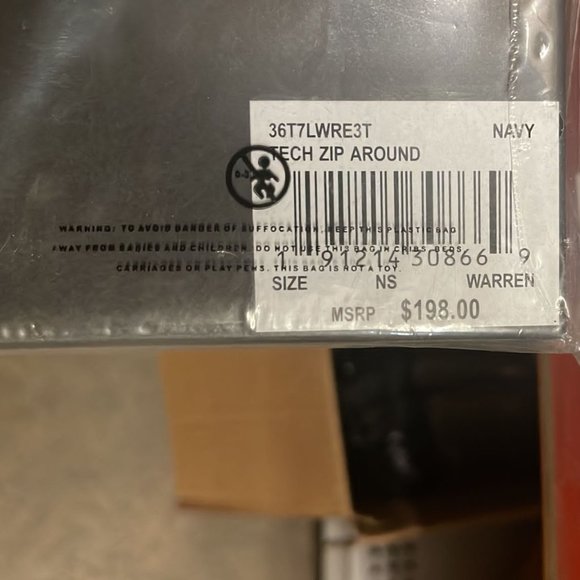 36T7LWRE3T NAVY
TECH ZIP AROUND
0-3
WARNING: TO AVOID DANGER OF SUFFOCATION, KEEP THIS PLASTIC BAG
AWAY FROM BABIES AND CHILDREN. DO NOT USE THIS BAG IN CRIBS, BEDS,
CARRIAGES OR PLAY PENS. THIS BAG IS NOT A TOY.
1 91214 30866 9
SIZE NS WARREN
MSRP $198.00